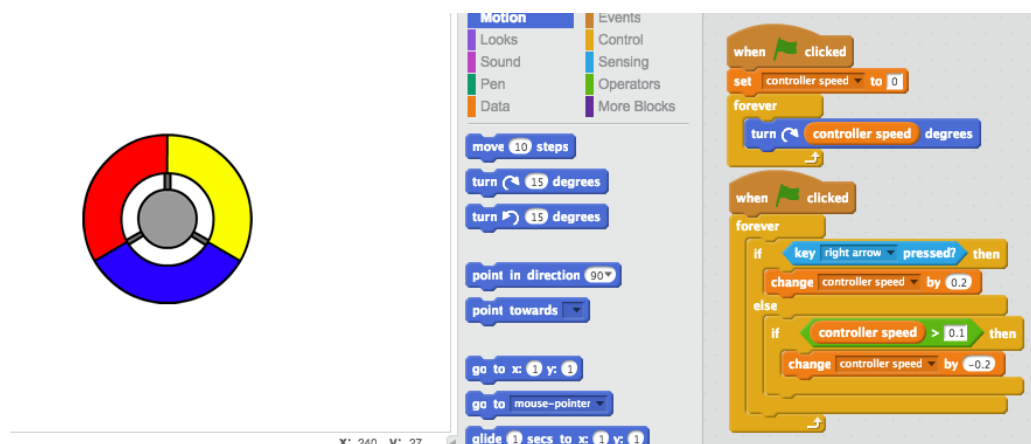 Motion
Events
Looks
Control
Sound
Sensing
Pen
Operators
Data
More Blocks
move 10 steps
turn 15 degrees
turn 15 degrees
point in direction 90
point towards
go to x: 1 y: 1
go to mouse-pointer
glide 1 secs to x: 1 y: 1
x: 240 y: 27
when clicked
set controller speed to 0
forever
turn controller speed degrees
when clicked
forever
if key right arrow pressed? then
change controller speed by 0.2
else
if controller speed > 0.1 then
change controller speed by -0.2